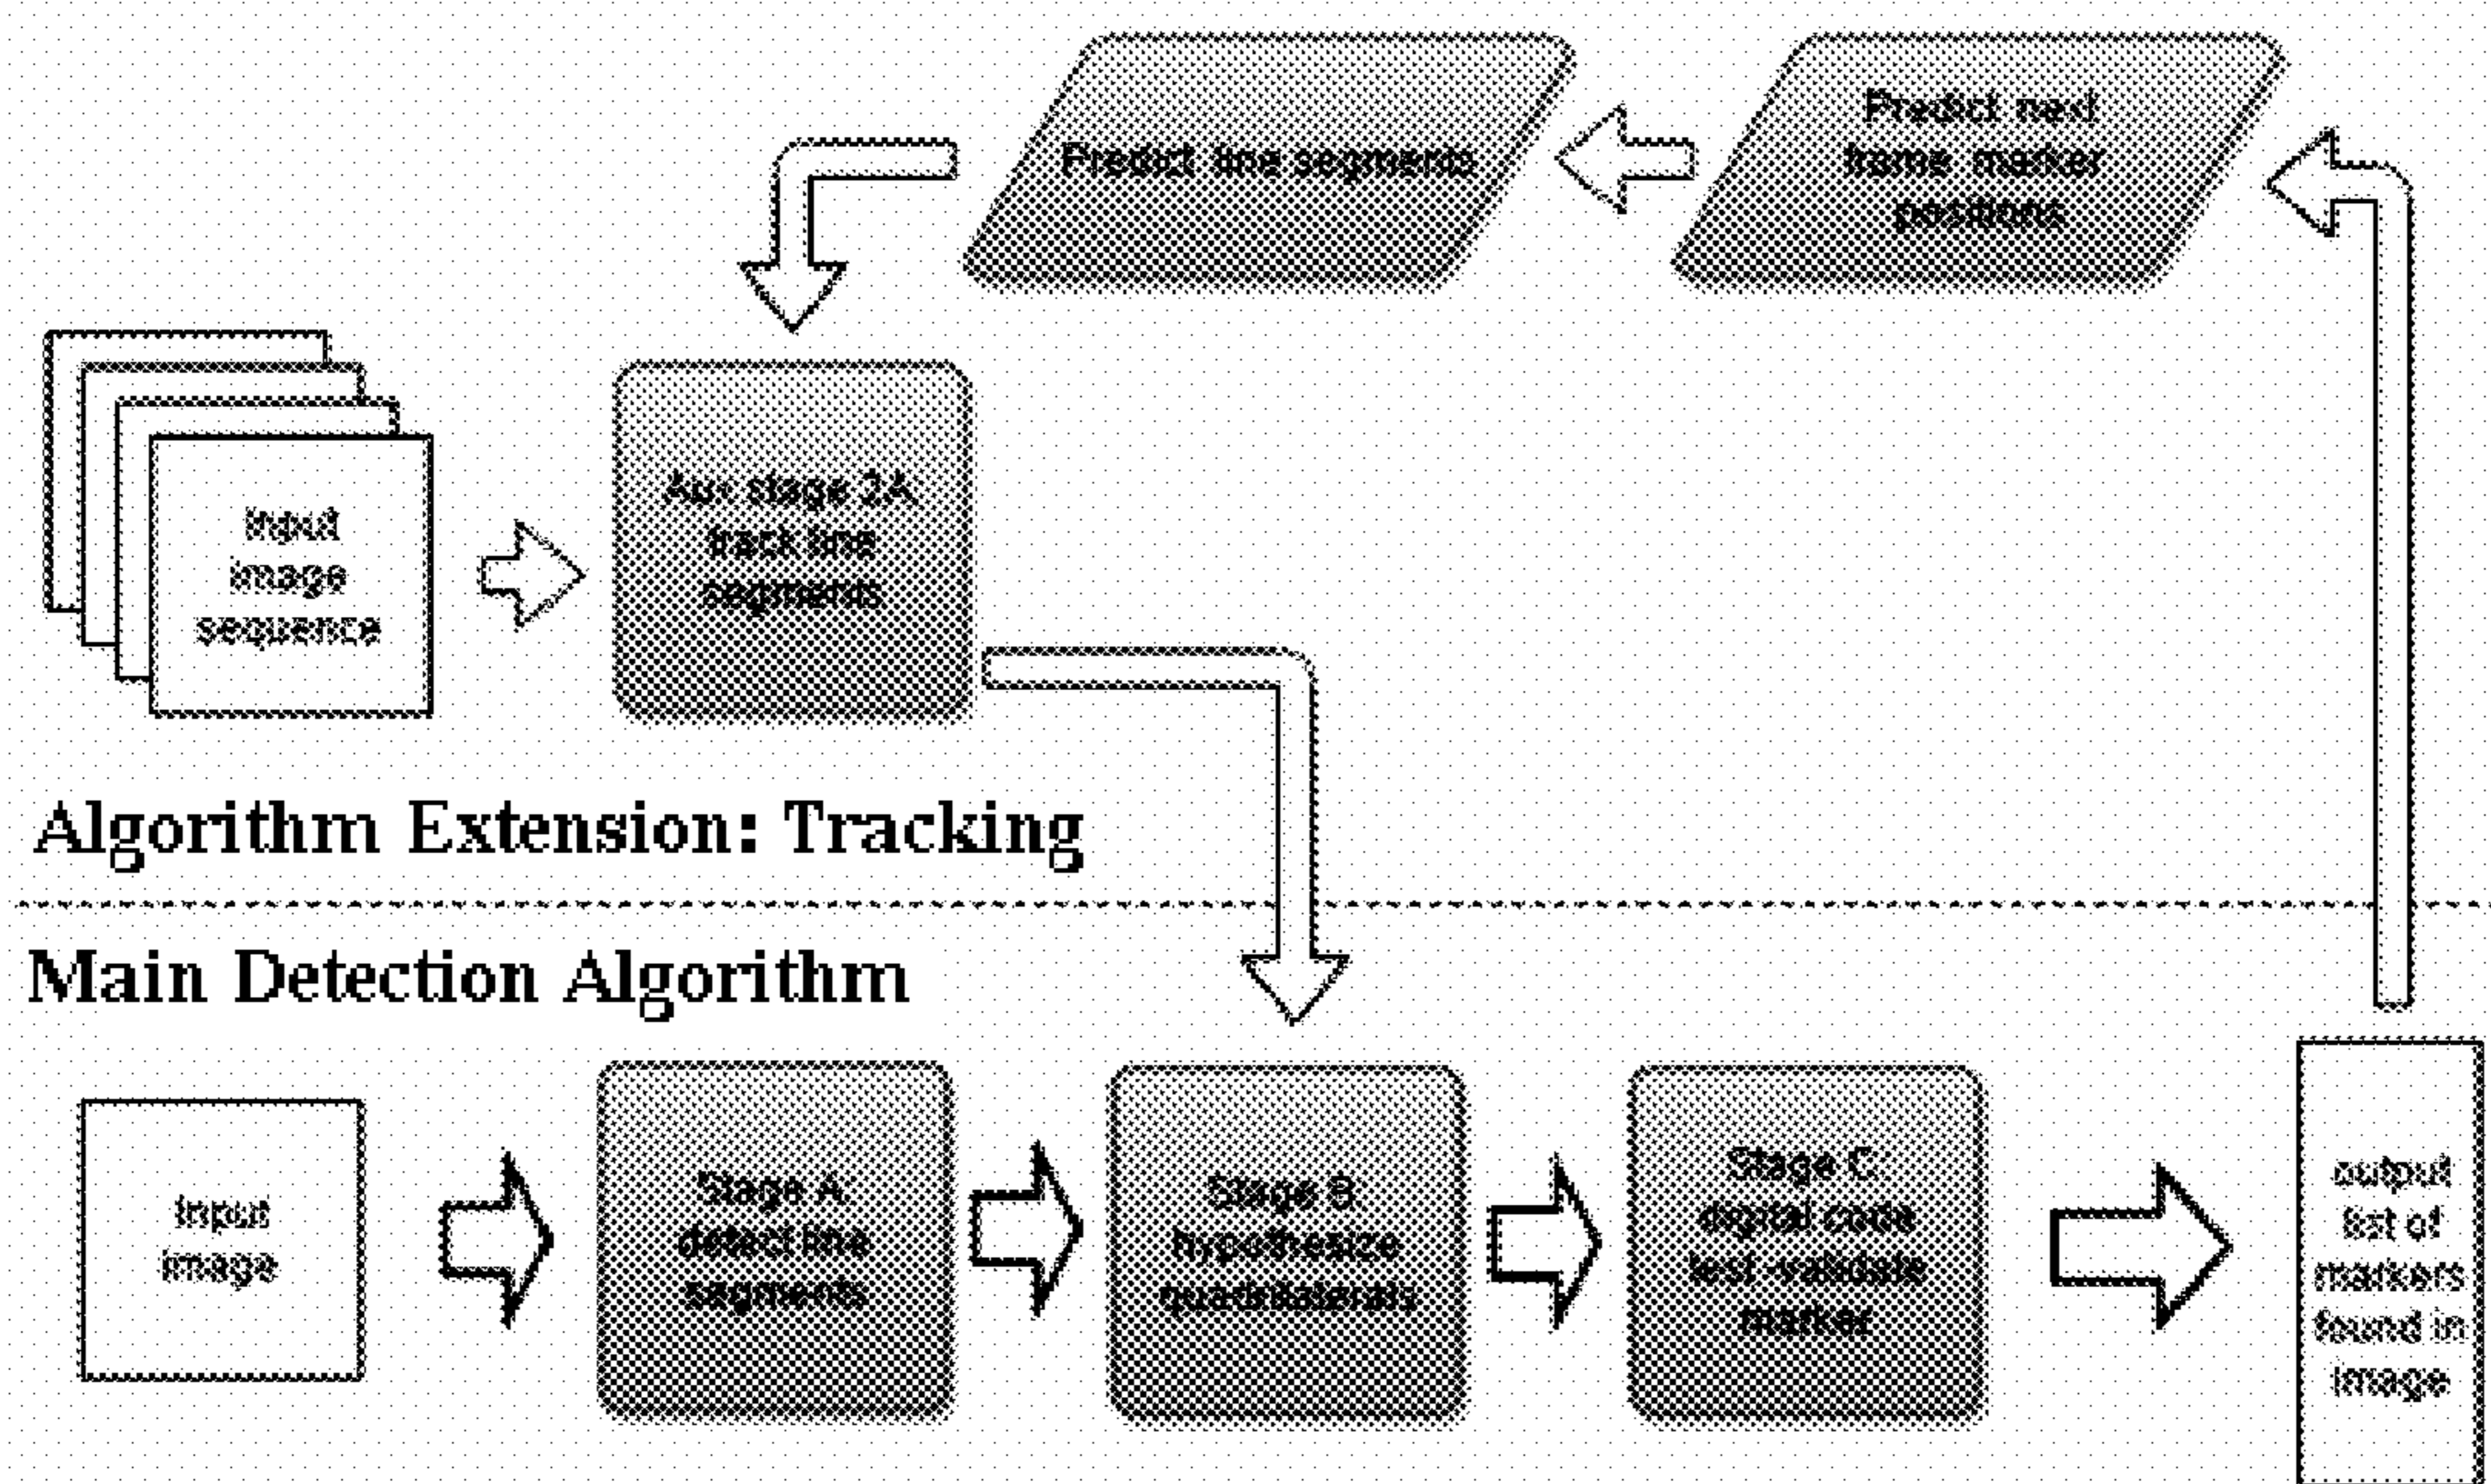 Predict line segments
Predict next
frame marker
positions
Input
image
sequence
Aux stage 2A
track line
segments
Algorithm Extension: Tracking
Main Detection Algorithm
Input
image
Stage A
detect line
segments
Stage B
hypothesize
quadrilaterals
Stage C
digital code
test -validate
marker
output
list of
markers
found in
image